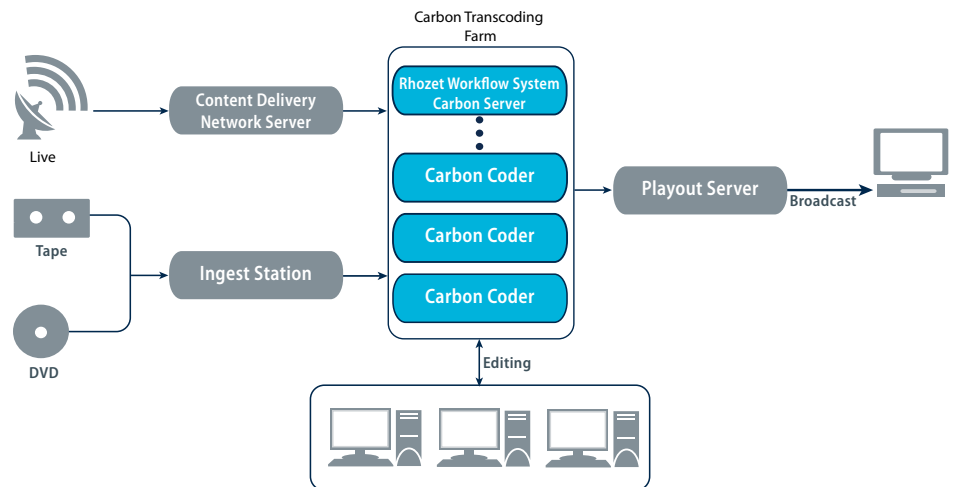 Carbon Transcoding
Farm
Rhozet Workflow System
Carbon Server
Content Delivery
Network Server
Live
Carbon Coder
Playout Server
Broadcast
Tape
Carbon Coder
Ingest Station
Carbon Coder
DVD
Editing